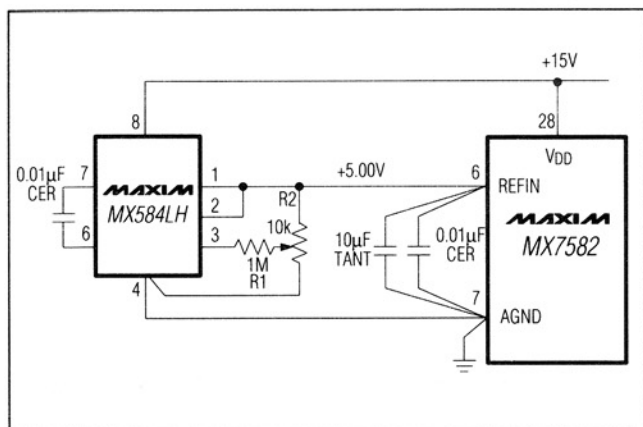 +15V
8
28
VDD
0.01µF
CER
7
MAXIM
MX584LH
1
+5.00V
6
REFIN
R2
2
10k
MAXIM
MX7582
6
3
1M
R1
10µF
TANT
0.01µF
CER
4
7
AGND